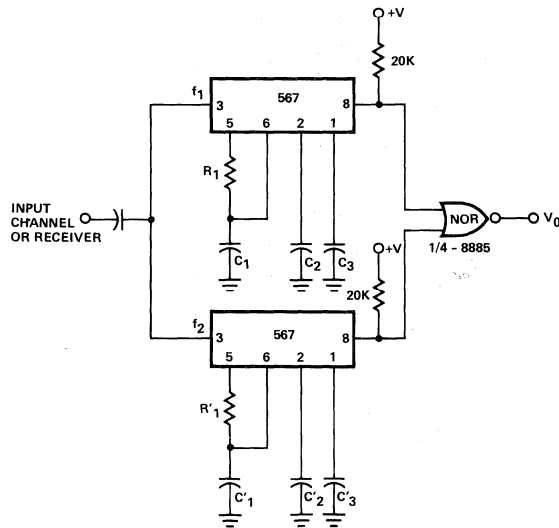 +V
20K
f1
567
3
8
5
6
2
1
R1
INPUT
CHANNEL
OR RECEIVER
C1
C2
C3
NOR
V0
1/4 – 8885
+V
20K
f2
567
3
8
5
6
2
1
R'1
C'1
C'2
C'3